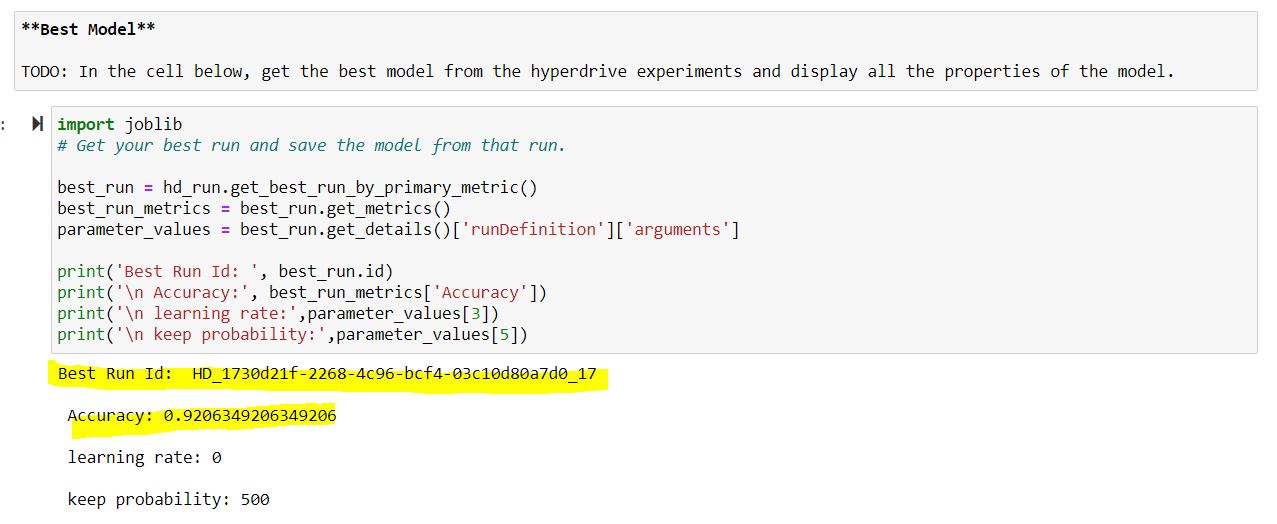 **Best Model**
TODO: In the cell below, get the best model from the hyperdrive experiments and display all the properties of the model.
:
import joblib
# Get your best run and save the model from that run.
best_run = hd_run.get_best_run_by_primary_metric()
best_run_metrics = best_run.get_metrics()
parameter_values = best_run.get_details()['runDefinition']['arguments']
print('Best Run Id: ', best_run.id)
print('\n Accuracy:', best_run_metrics['Accuracy'])
print('\n learning rate:',parameter_values[3])
print('\n keep probability:',parameter_values[5])
Best Run Id:  HD_1730d21f-2268-4c96-bcf4-03c10d80a7d0_17
Accuracy: 0.9206349206349206
learning rate: 0
keep probability: 500